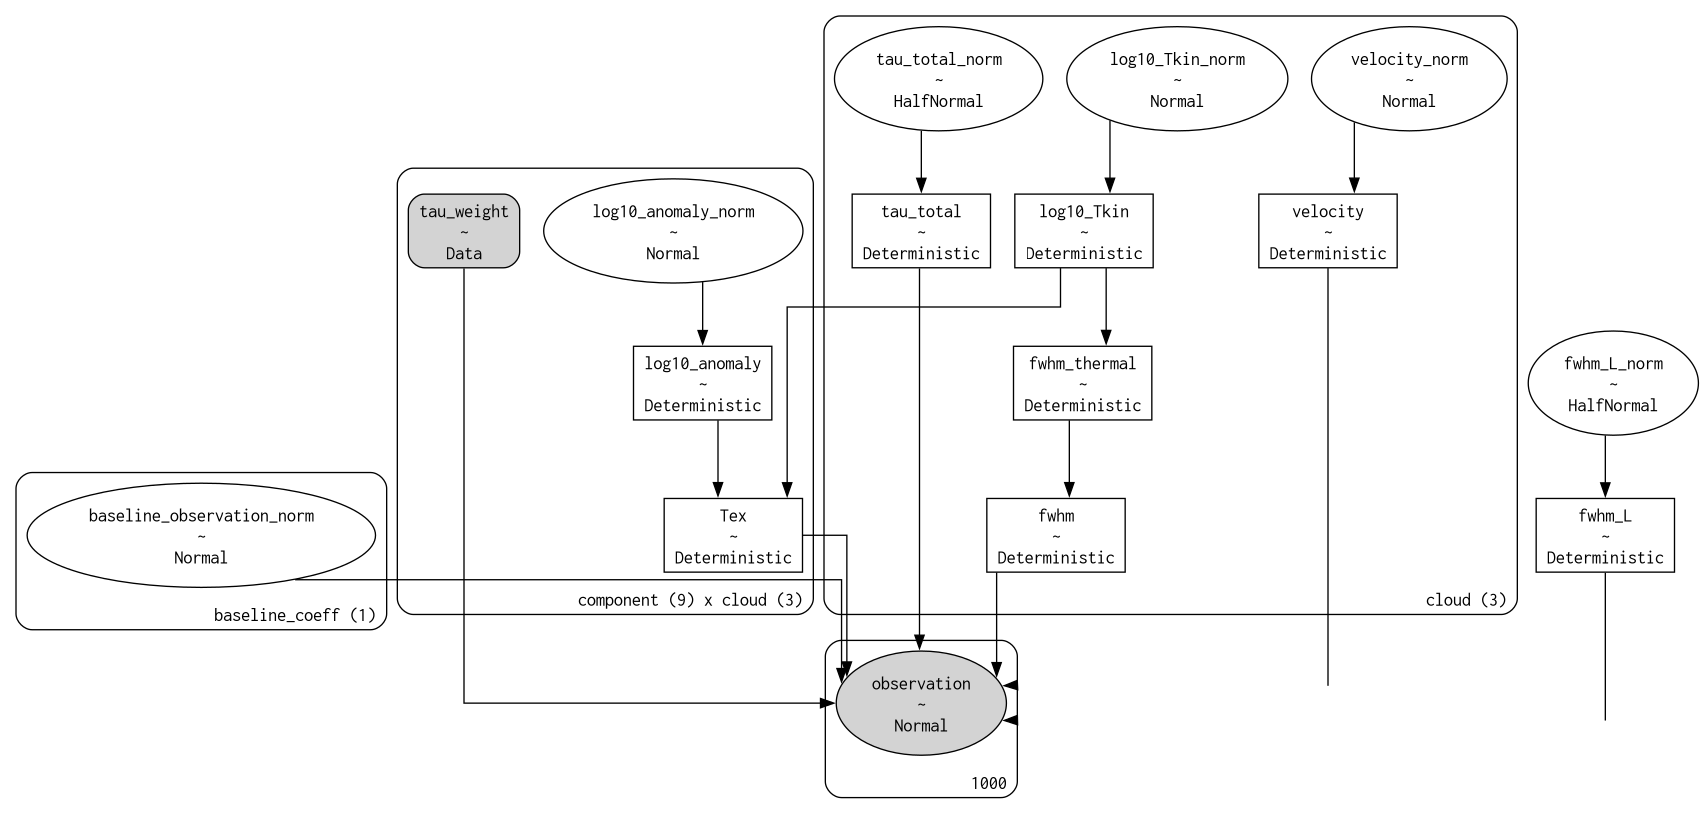 tau_total_norm
~
HalfNormal
log10_Tkin_norm
~
Normal
velocity_norm
~
Normal
tau_weight
~
Data
log10_anomaly_norm
~
Normal
tau_total
~
Deterministic
log10_Tkin
~
Deterministic
velocity
~
Deterministic
log10_anomaly
~
Deterministic
fwhm_thermal
~
Deterministic
fwhm_L_norm
~
HalfNormal
baseline_observation_norm
~
Normal
Tex
~
Deterministic
fwhm
~
Deterministic
fwhm_L
~
Deterministic
baseline_coeff (1)
component (9) x cloud (3)
cloud (3)
observation
~
Normal
1000